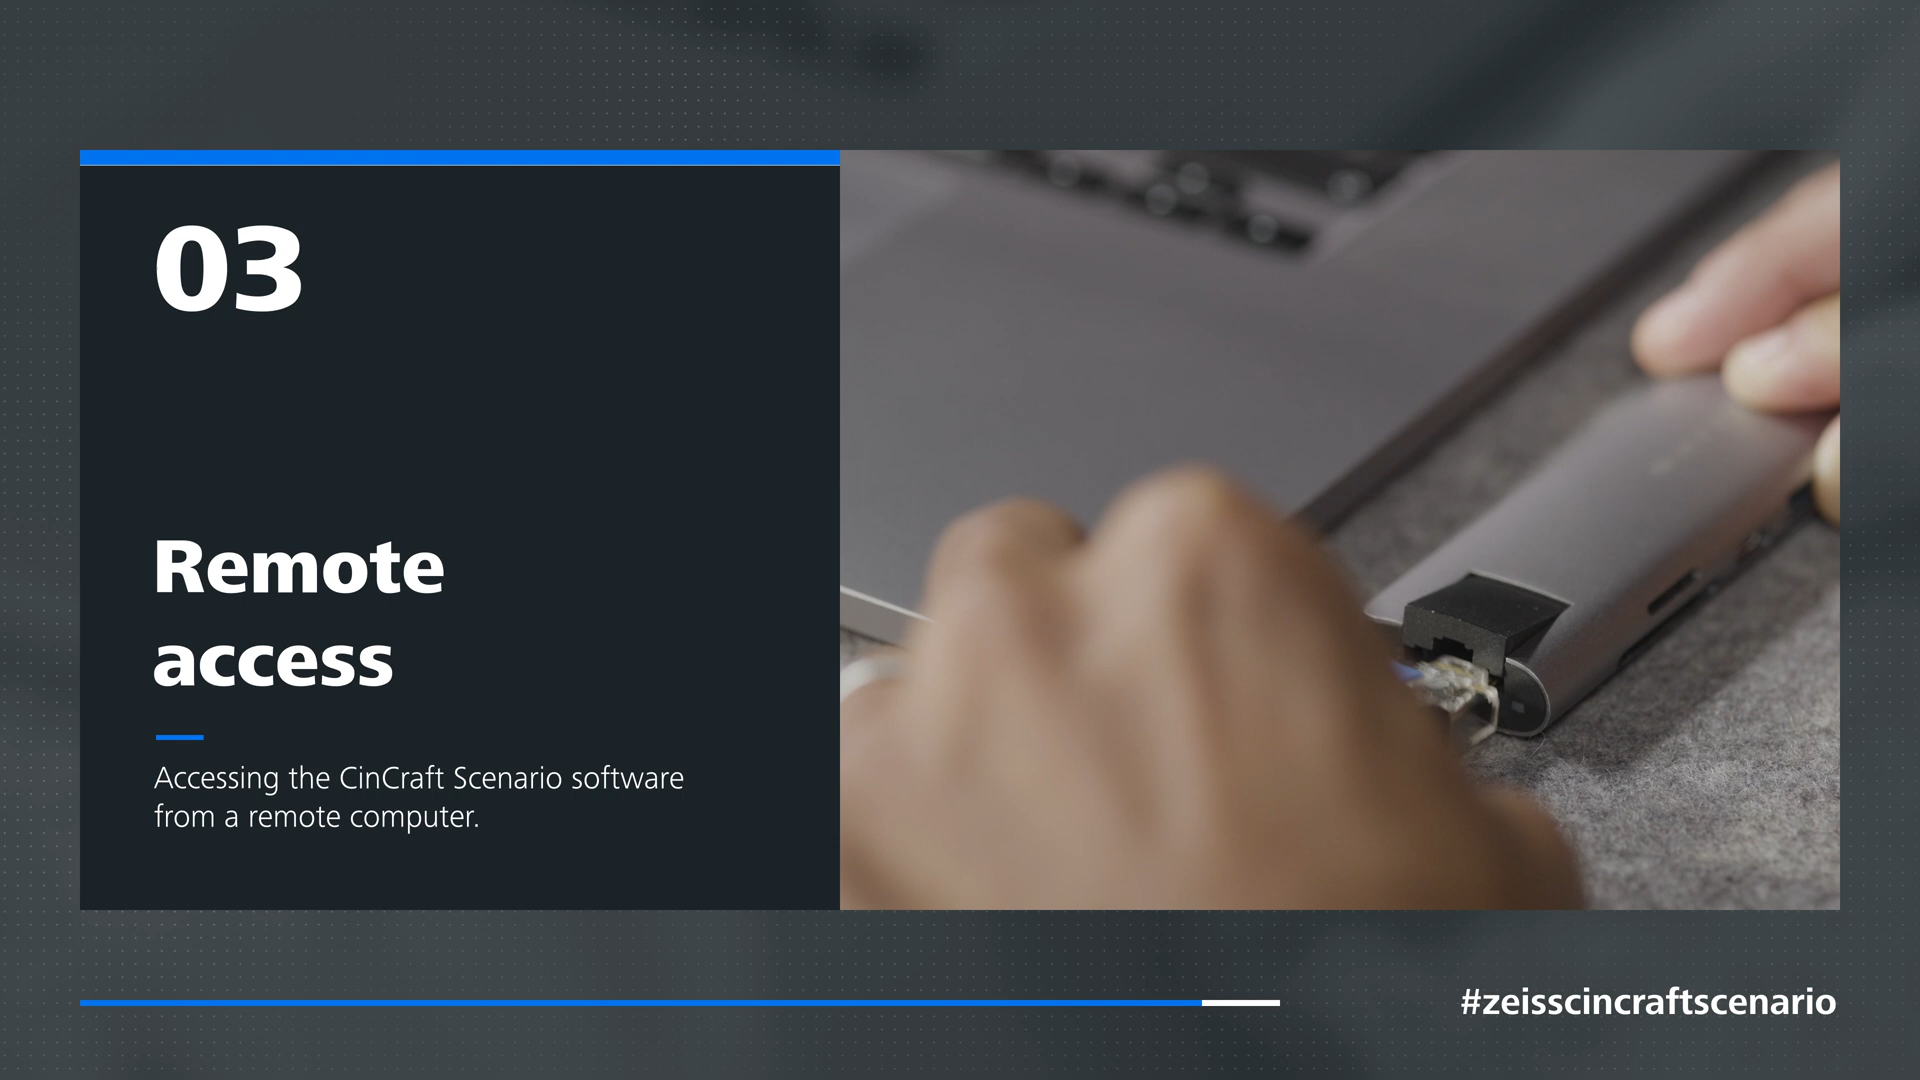 03
Remote
access
Accessing the CinCraft Scenario software
from a remote computer.
#zeisscincraftscenario